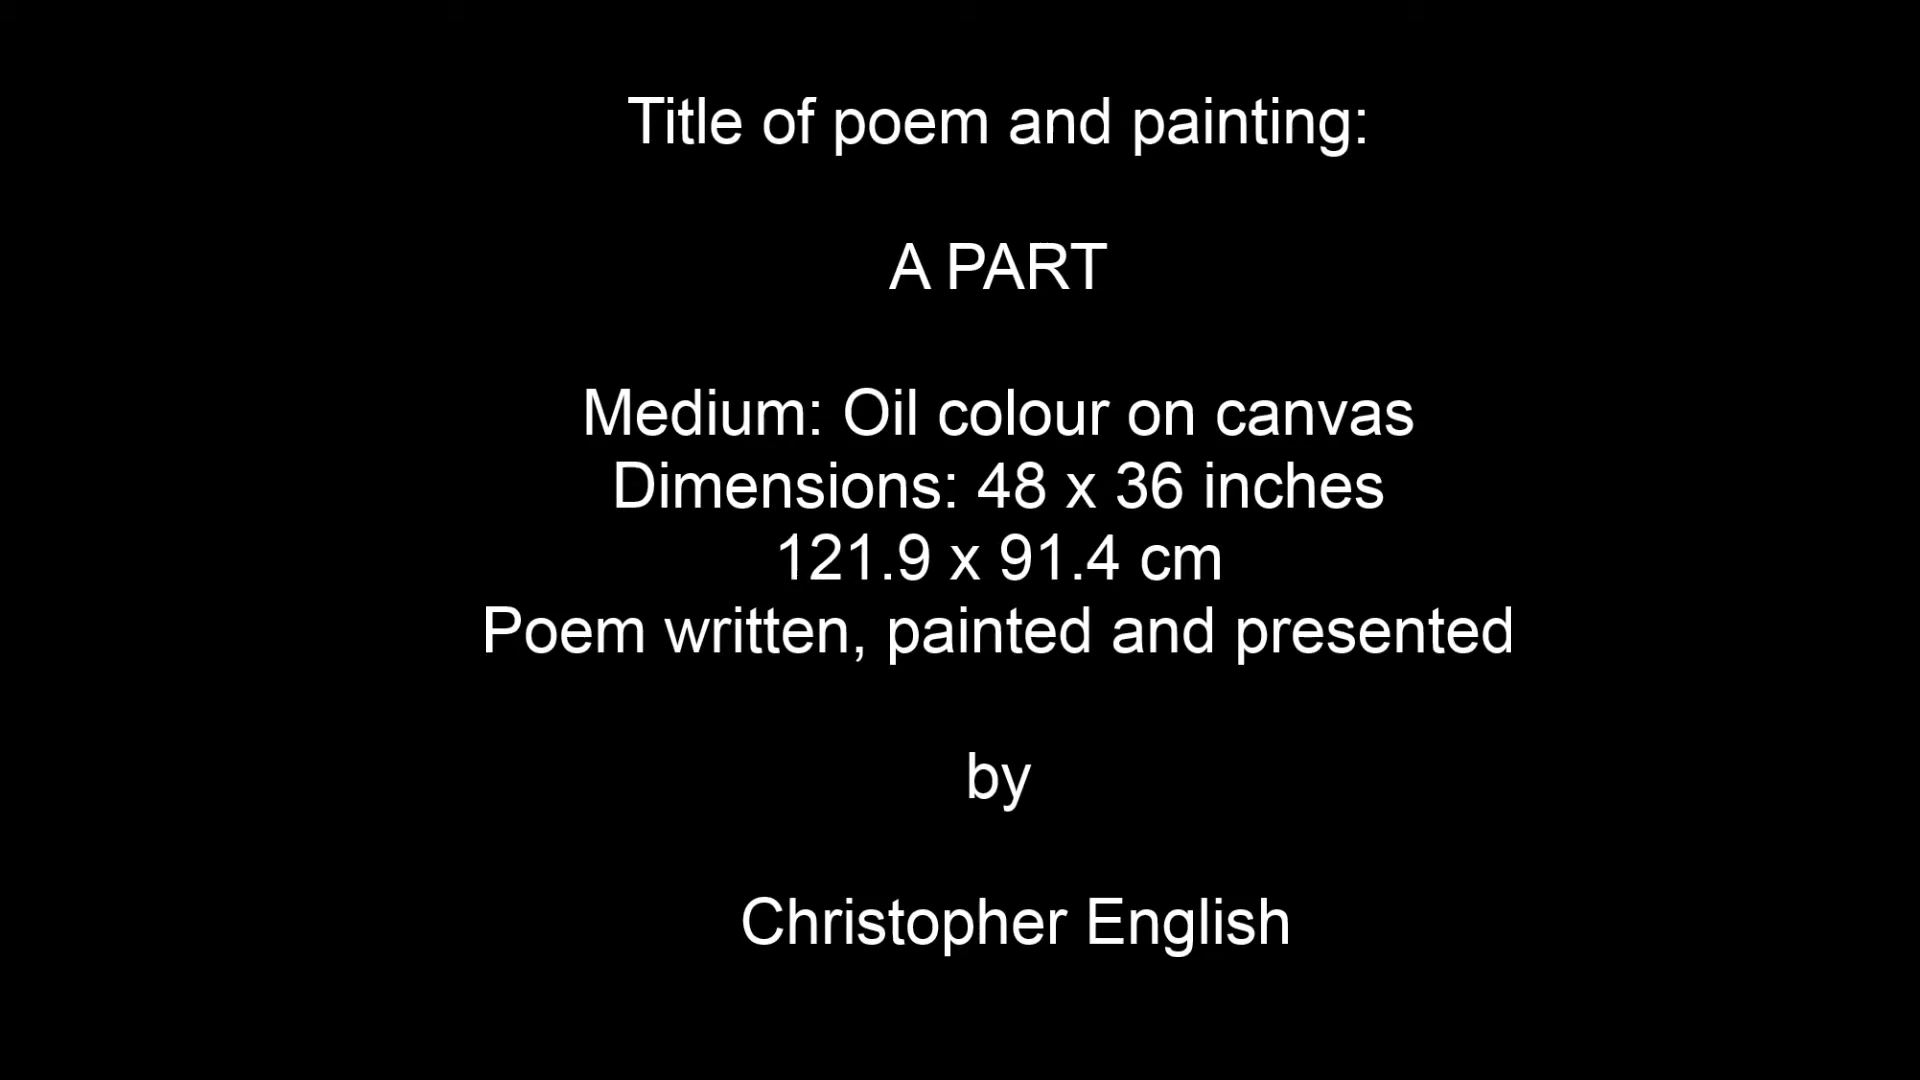 Title of poem and painting:
A PART
Medium: Oil colour on canvas
Dimensions: 48 x 36 inches
121.9 x 91.4 cm
Poem written, painted and presented
by
Christopher English